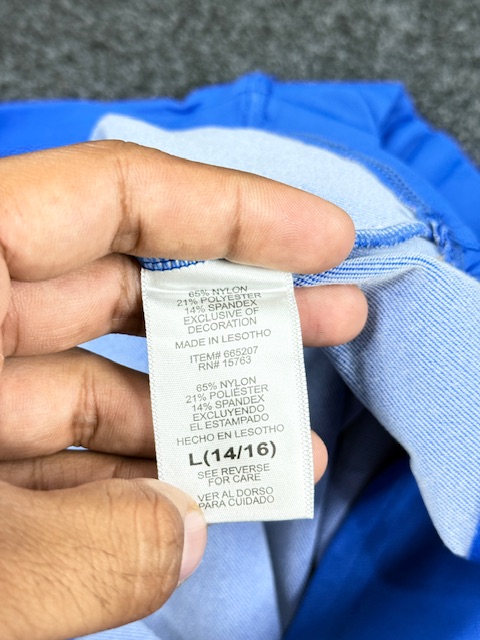 65% NYLON
21% POLYESTER
14% SPANDEX
EXCLUSIVE OF
DECORATION
MADE IN LESOTHO
ITEM# 665207
RN# 15763
65% NYLON
21% POLIÉSTER
14% SPANDEX
EXCLUYENDO
EL ESTAMPADO
HECHO EN LESOTHO
L(14/16)
SEE REVERSE
FOR CARE
VER AL DORSO
PARA CUIDADO